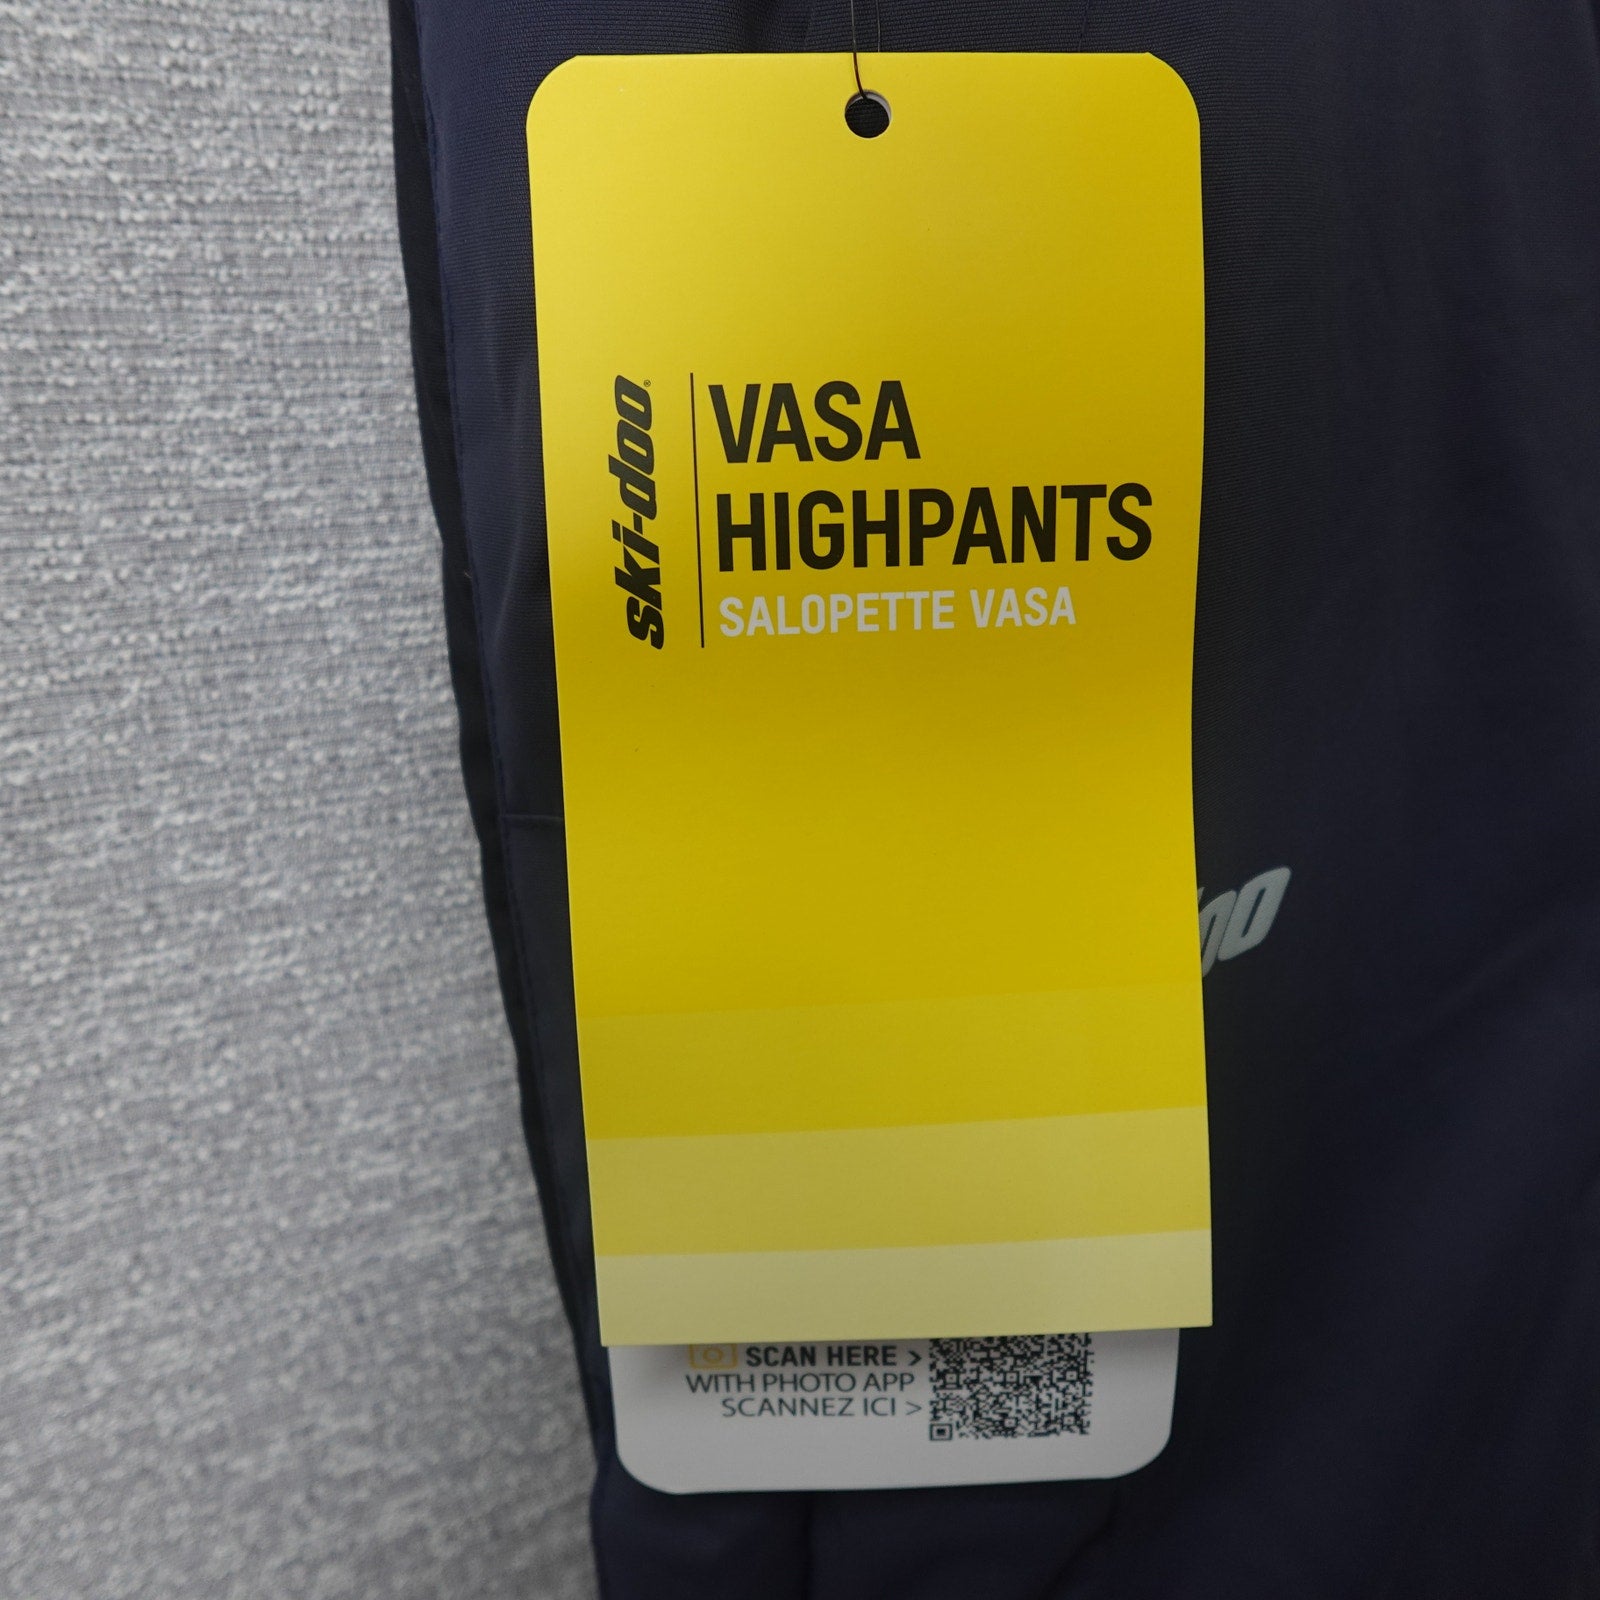 ski-doo®
VASA
HIGHPANTS
SALOPETTE VASA
SCAN HERE >
WITH PHOTO APP
SCANNEZ ICI >